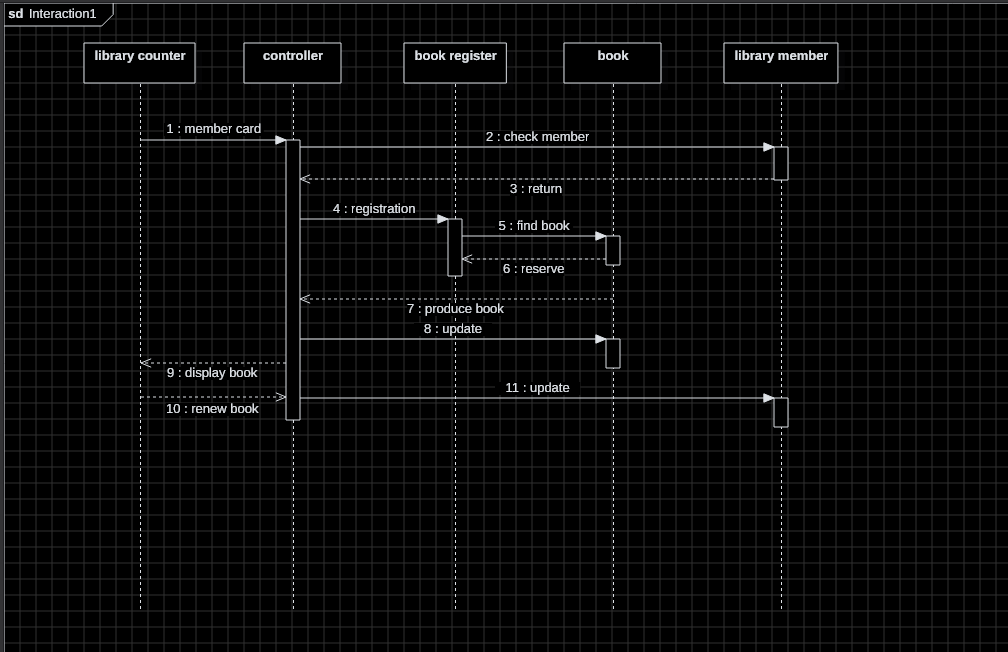 sd Interaction1
library counter
controller
book register
book
library member
1 : member card
2 : check member
3 : return
4 : registration
5 : find book
6 : reserve
7 : produce book
8 : update
9 : display book
10 : renew book
11 : update